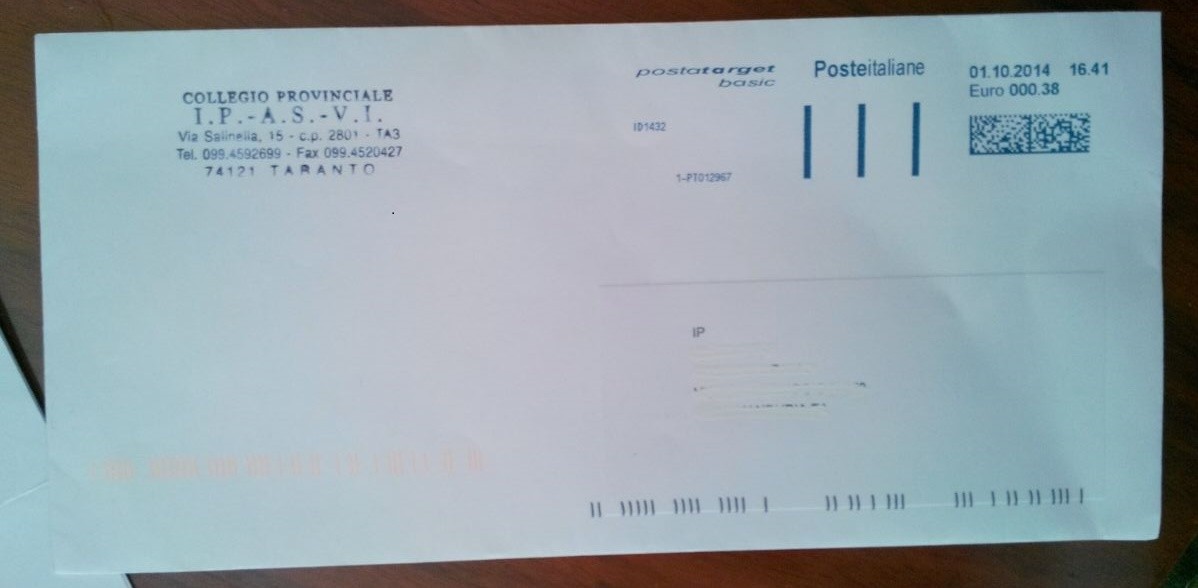 COLLEGIO PROVINCIALE
I.P.-A.S.-V.I.
Via Salinella, 15 - c.p. 2801 - TA3
Tel. 099.4592699 - Fax 099.4520427
74121 TARANTO
postatarget
basic
Posteitaliane
01.10.2014 16.41
Euro 000.38
ID1432
1-PT012967
IP